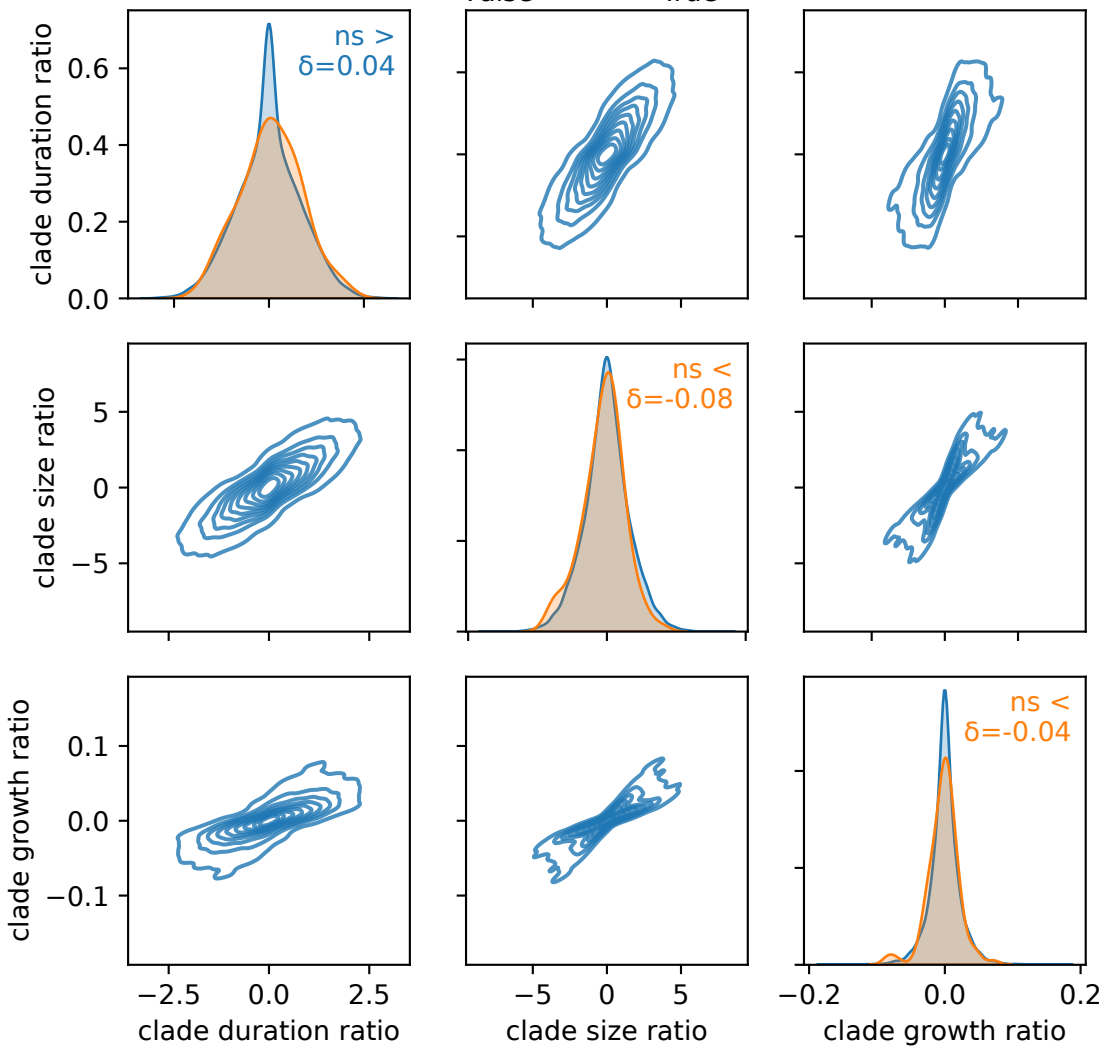 clade duration ratio
0.6
0.4
0.2
0.0
ns >
δ=0.04
clade size ratio
5
0
−5
ns <
δ=-0.08
clade growth ratio
0.1
0.0
−0.1
ns <
δ=-0.04
−2.5 0.0 2.5
−5 0 5
−0.2 0.0 0.2
clade duration ratio
clade size ratio
clade growth ratio